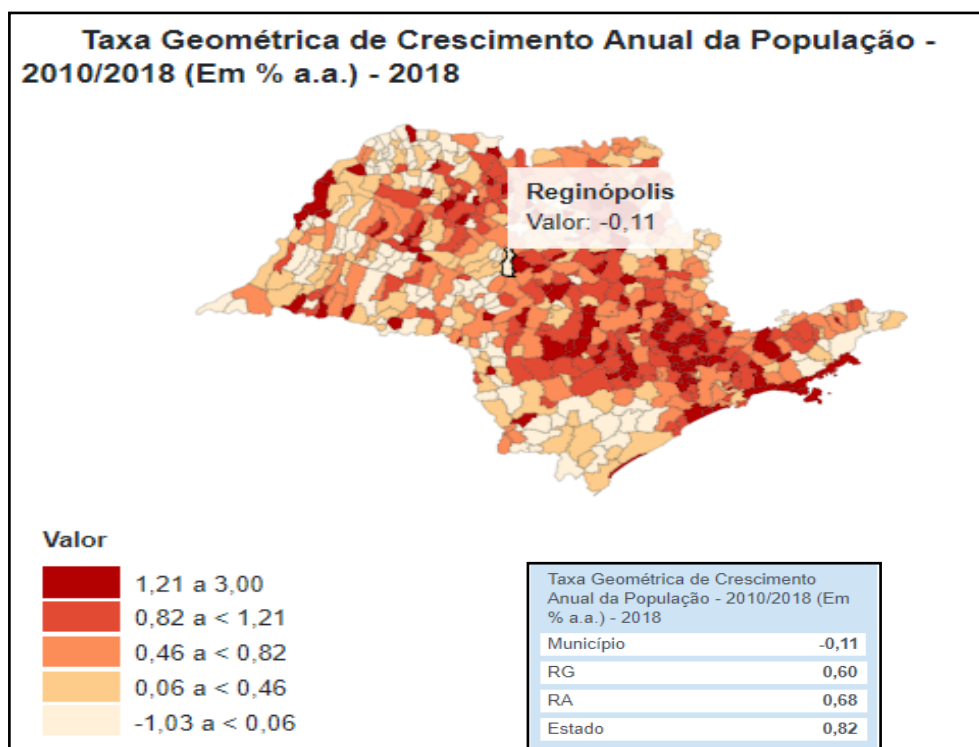 Taxa Geométrica de Crescimento Anual da População -
2010/2018 (Em % a.a.) - 2018
Reginópolis
Valor: -0,11
Valor
1,21 a 3,00
0,82 a < 1,21
0,46 a < 0,82
0,06 a < 0,46
-1,03 a < 0,06
Taxa Geométrica de Crescimento
Anual da População - 2010/2018 (Em
% a.a.) - 2018
Município -0,11
RG 0,60
RA 0,68
Estado 0,82